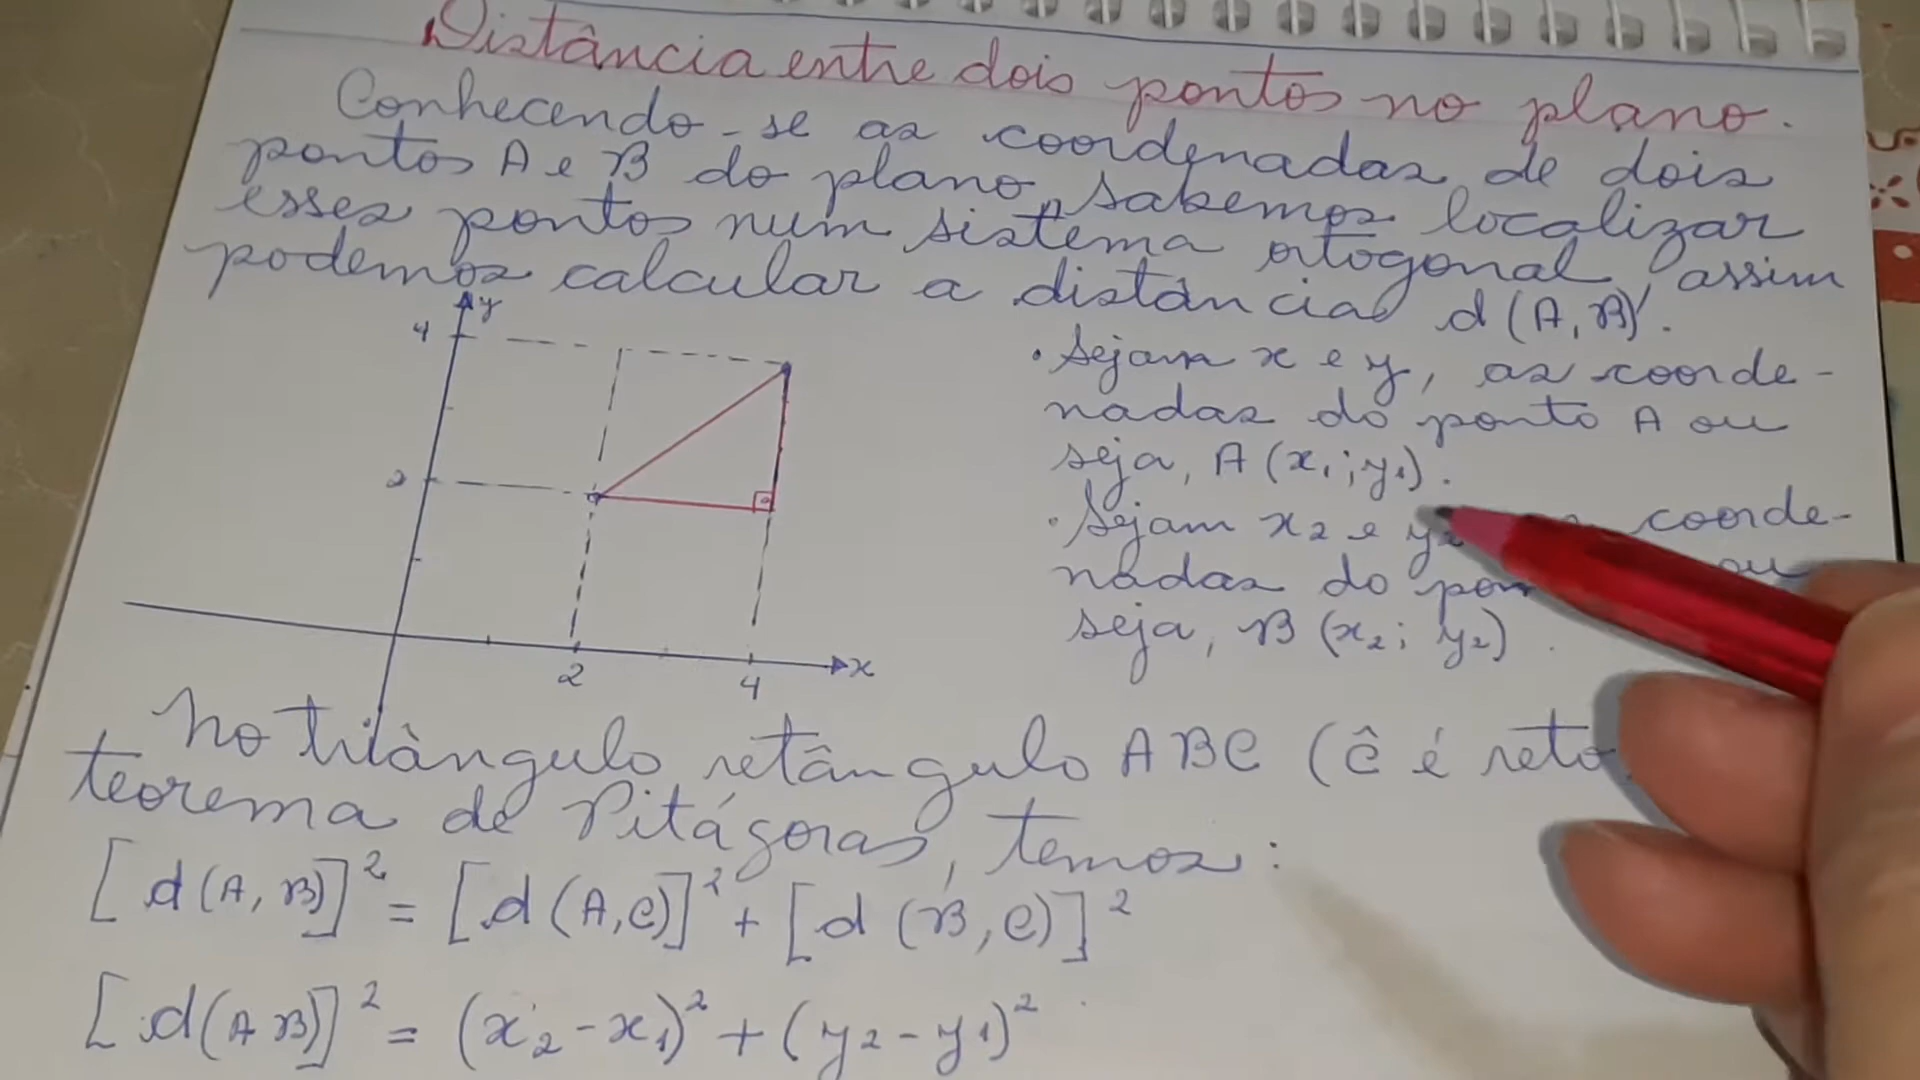 Distância entre dois pontos no plano.
Conhecendo-se as coordenadas de dois
pontos A e B do plano, sabemos localizar
esses pontos num sistema ortogonal, assim
podemos calcular a distância d(A,B).
y
4
2
2
4
x
• Sejam x e y, as coorde-
nadas do ponto A ou
seja, A(x₁;y₁).
• Sejam x₂ e y₂ coorde-
nadas do ou
seja, B(x₂; y₂).
No triângulo retângulo ABC (Ĉ é reto
teorema de Pitágoras, temos:
[d(A,B)]² = [d(A,C)]² + [d(B,C)]²
[d(AB)]² = (x₂-x₁)² + (y₂-y₁)²